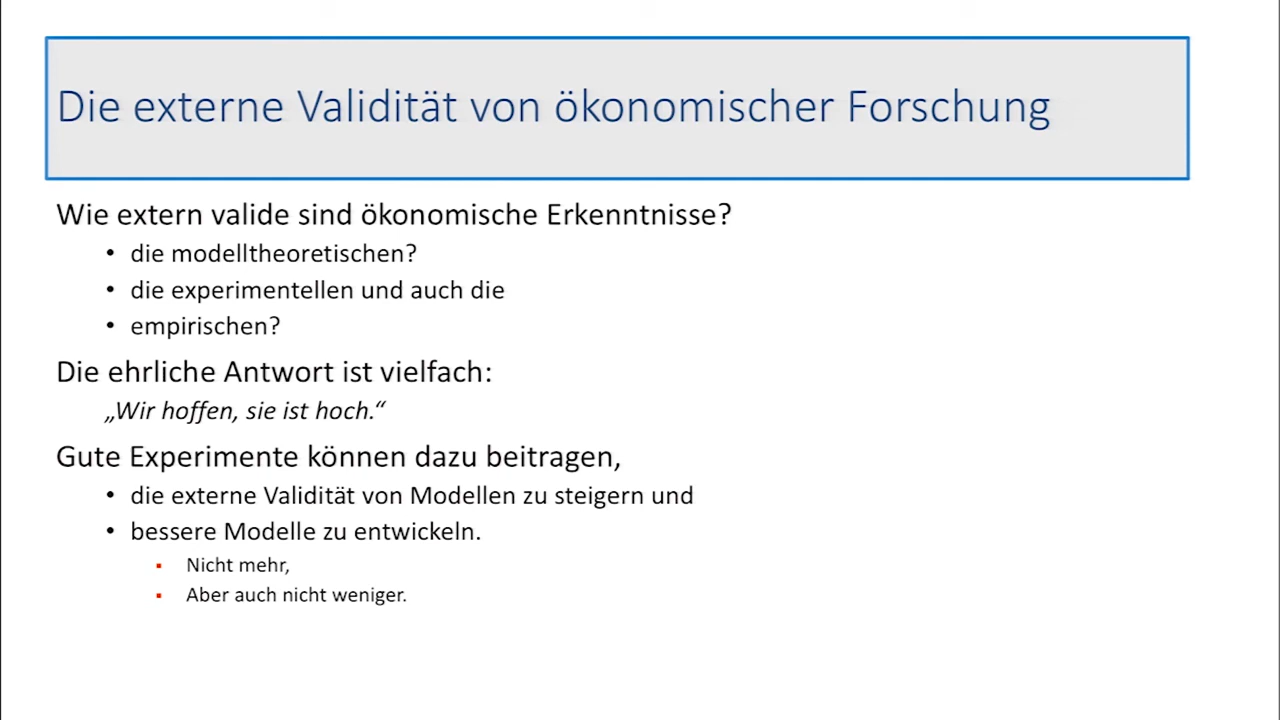 Die externe Validität von ökonomischer Forschung
Wie extern valide sind ökonomische Erkenntnisse?
• die modelltheoretischen?
• die experimentellen und auch die
• empirischen?
Die ehrliche Antwort ist vielfach:
„Wir hoffen, sie ist hoch.“
Gute Experimente können dazu beitragen,
• die externe Validität von Modellen zu steigern und
• bessere Modelle zu entwickeln.
▪ Nicht mehr,
▪ Aber auch nicht weniger.